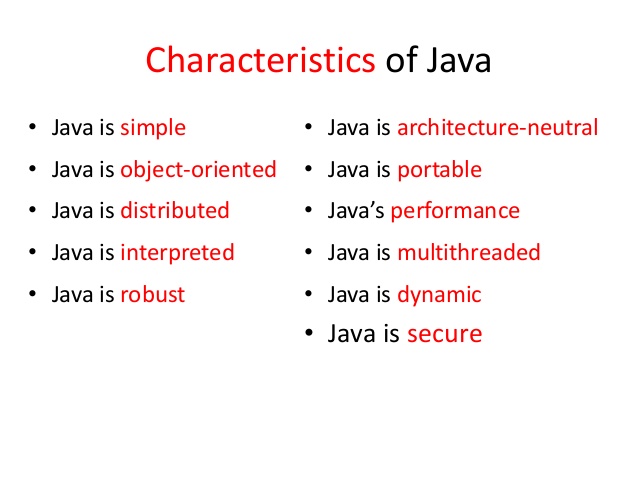 Characteristics of Java
• Java is simple
• Java is object-oriented
• Java is distributed
• Java is interpreted
• Java is robust
• Java is architecture-neutral
• Java is portable
• Java’s performance
• Java is multithreaded
• Java is dynamic
• Java is secure